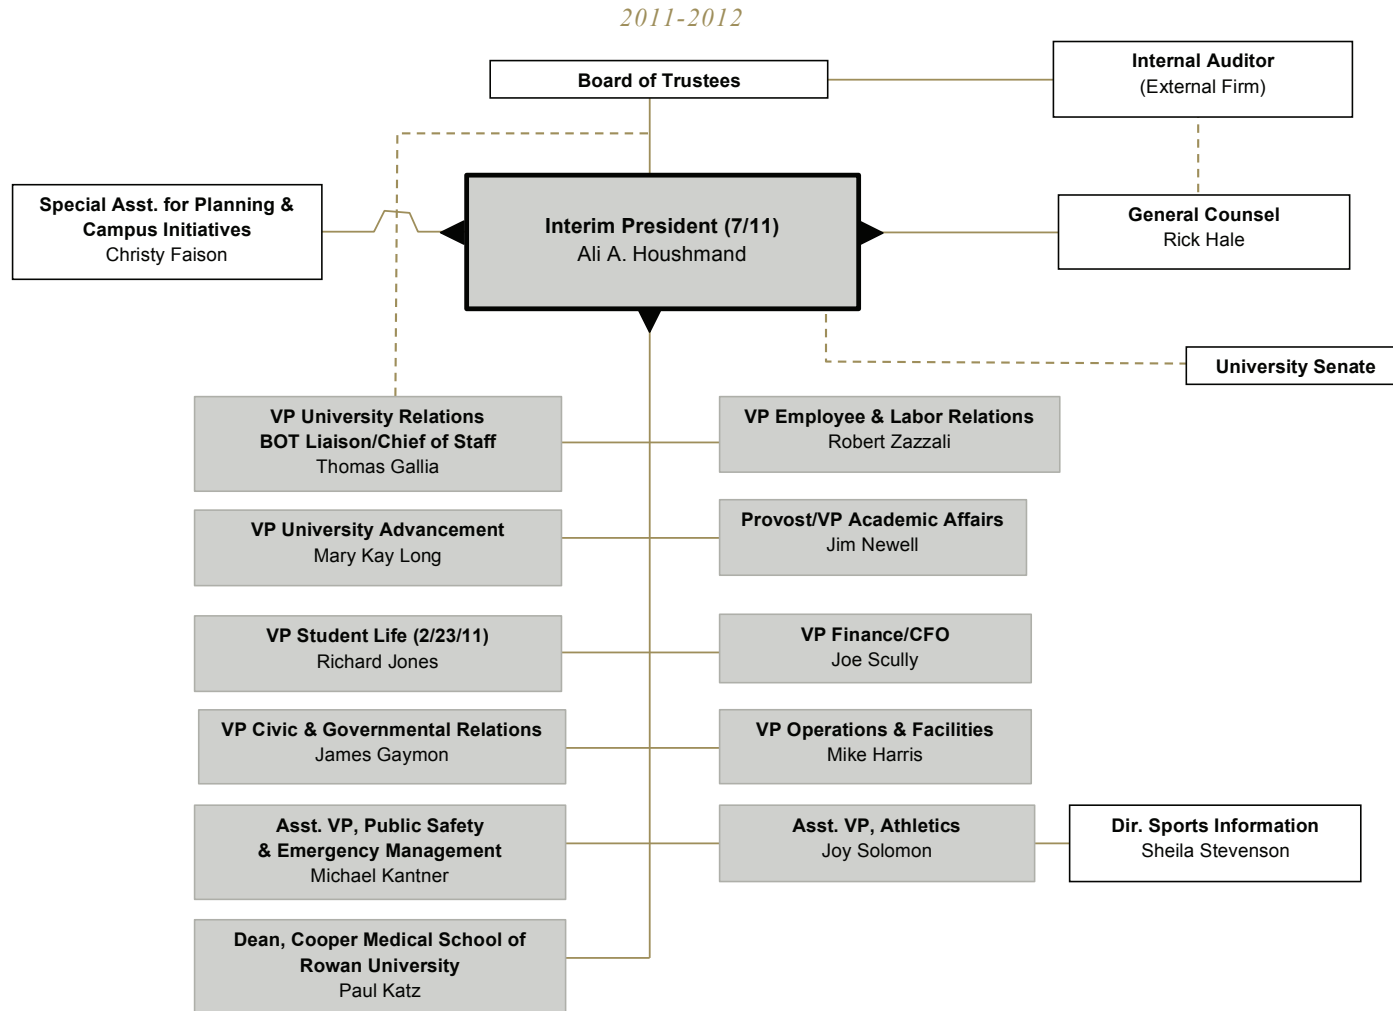 2011-2012
Board of Trustees
Internal Auditor
(External Firm)
Special Asst. for Planning &
Campus Initiatives
Christy Faison
Interim President (7/11)
Ali A. Houshmand
General Counsel
Rick Hale
University Senate
VP University Relations
BOT Liaison/Chief of Staff
Thomas Gallia
VP Employee & Labor Relations
Robert Zazzali
VP University Advancement
Mary Kay Long
Provost/VP Academic Affairs
Jim Newell
VP Student Life (2/23/11)
Richard Jones
VP Finance/CFO
Joe Scully
VP Civic & Governmental Relations
James Gaymon
VP Operations & Facilities
Mike Harris
Asst. VP, Public Safety
& Emergency Management
Michael Kantner
Asst. VP, Athletics
Joy Solomon
Dir. Sports Information
Sheila Stevenson
Dean, Cooper Medical School of
Rowan University
Paul Katz